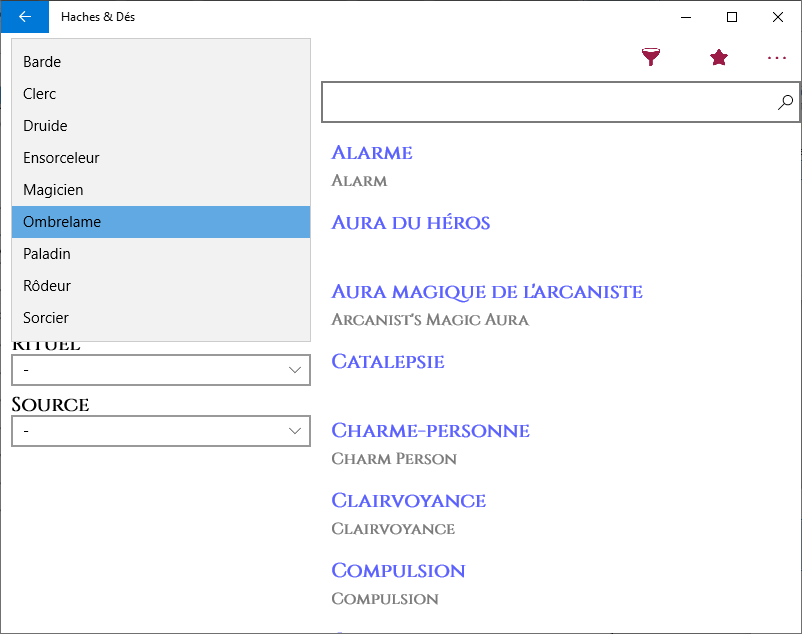 Haches & Dés
Barde
Clerc
Druide
Ensorceleur
Magicien
Ombrelame
Paladin
Rôdeur
Sorcier
Rituel
-
Source
-
Alarme
Alarm
Aura du héros
Aura magique de l'arcaniste
Arcanist's Magic Aura
Catalepsie
Charme-personne
Charm Person
Clairvoyance
Clairvoyance
Compulsion
Compulsion